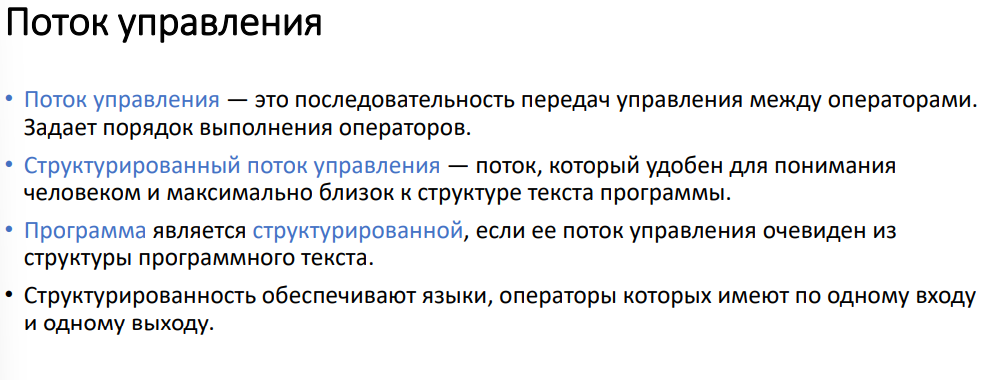 Поток управления
• Поток управления — это последовательность передач управления между операторами.
Задает порядок выполнения операторов.
• Структурированный поток управления — поток, который удобен для понимания
человеком и максимально близок к структуре текста программы.
• Программа является структурированной, если ее поток управления очевиден из
структуры программного текста.
• Структурированность обеспечивают языки, операторы которых имеют по одному входу
и одному выходу.